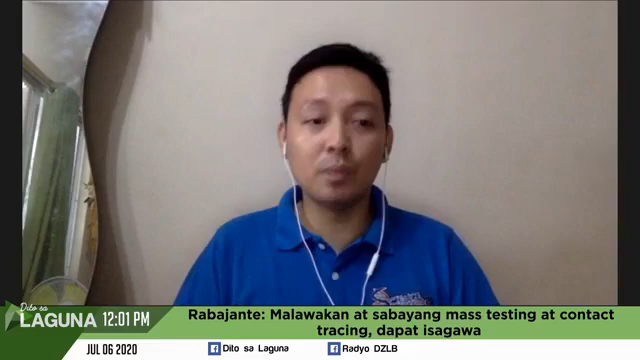 Dito sa
LAGUNA 12:01 PM
Rabajante: Malawakan at sabayang mass testing at contact
tracing, dapat isagawa
JUL 06 2020
Dito sa Laguna
Radyo DZLB